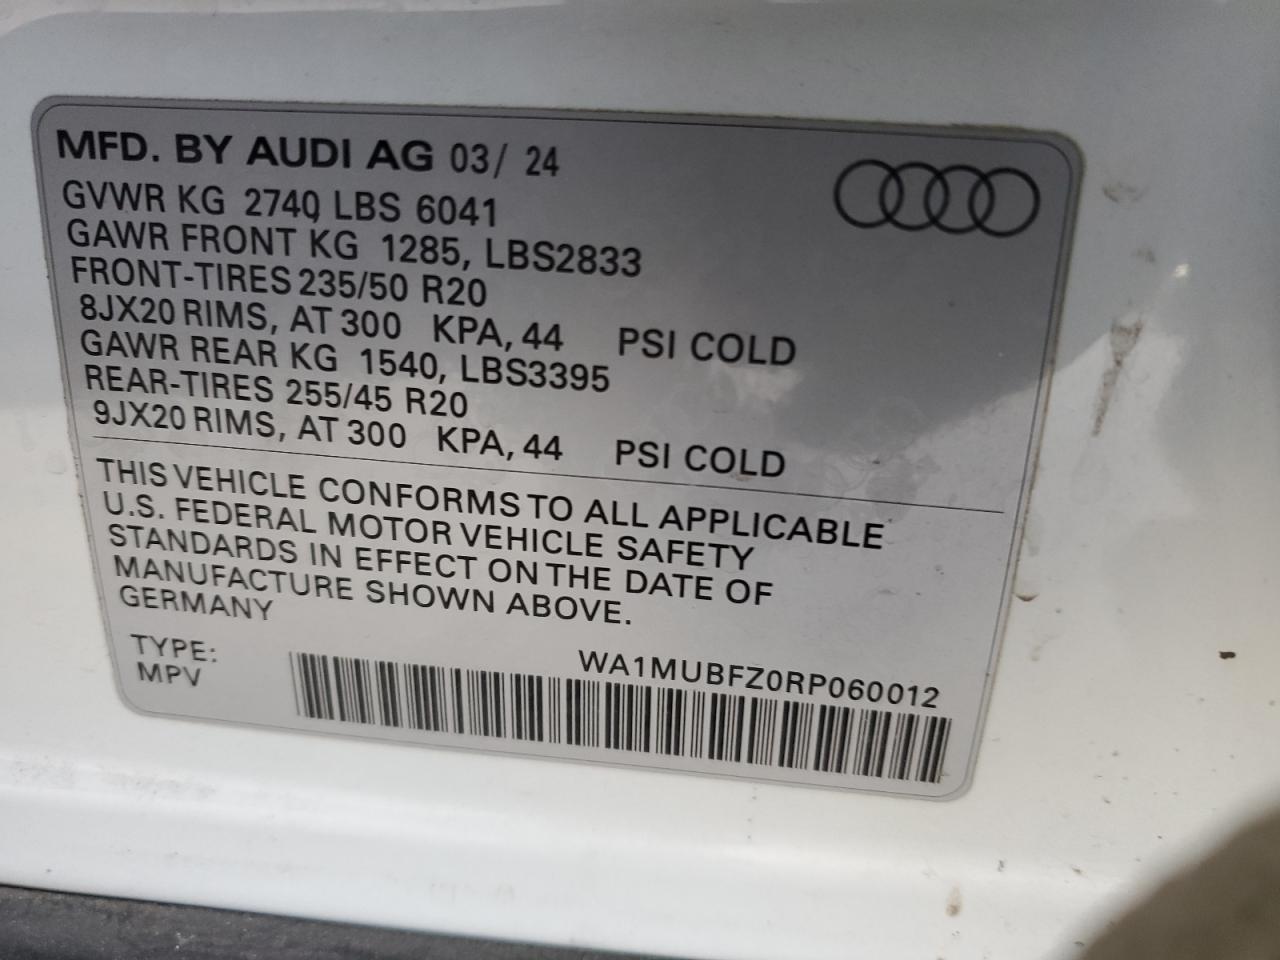 MFD. BY AUDI AG 03/ 24
GVWR KG 2740 LBS 6041
GAWR FRONT KG 1285, LBS2833
FRONT-TIRES 235/50 R20
8JX20 RIMS, AT 300 KPA, 44 PSI COLD
GAWR REAR KG 1540, LBS3395
REAR-TIRES 255/45 R20
9JX20 RIMS, AT 300 KPA, 44 PSI COLD
THIS VEHICLE CONFORMS TO ALL APPLICABLE
U.S. FEDERAL MOTOR VEHICLE SAFETY
STANDARDS IN EFFECT ON THE DATE OF
MANUFACTURE SHOWN ABOVE.
GERMANY
TYPE:
MPV
WA1MUBFZ0RP060012